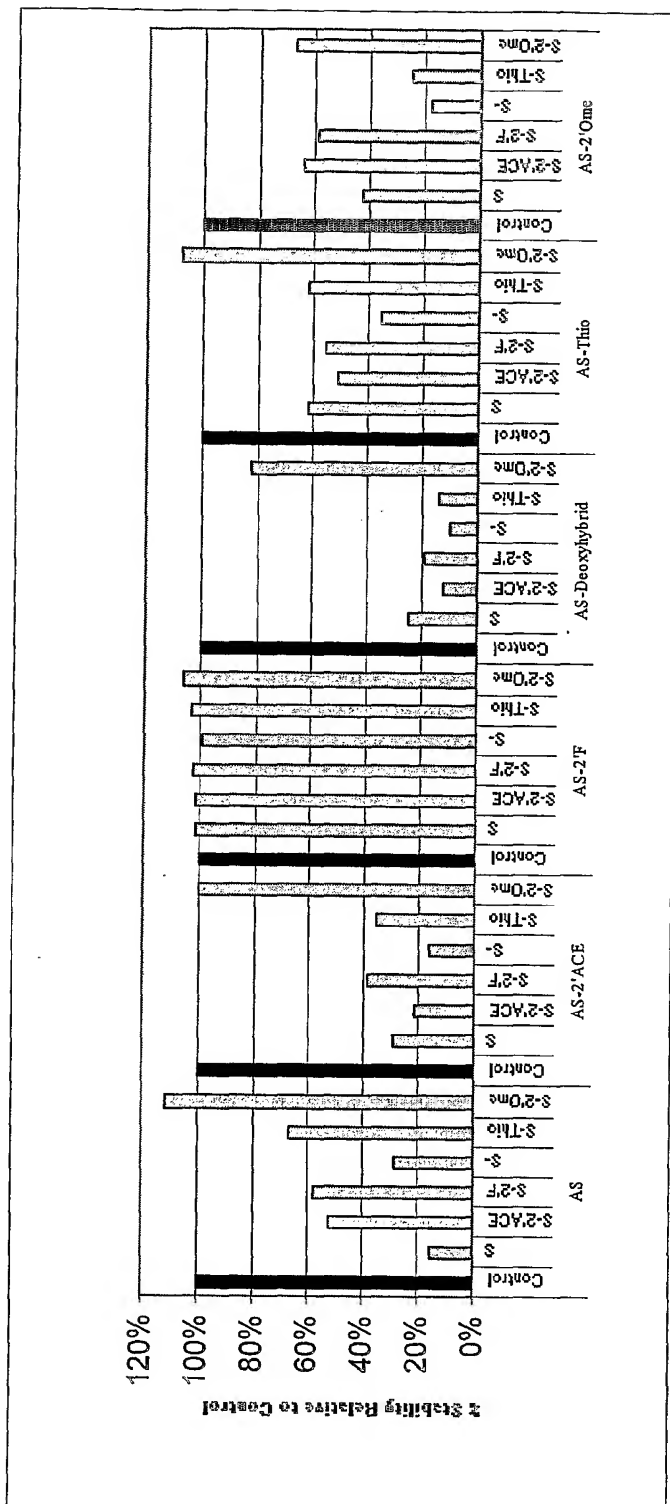 % Stability Relative to Control
120%
100%
80%
60%
40%
20%
0%
Control
S
S-2'ACE
S-2'F
S-
S-Thio
S-2'Ome
Control
S
S-2'ACE
S-2'F
S-
S-Thio
S-2'Ome
Control
S
S-2'ACE
S-2'F
S-
S-Thio
S-2'Ome
Control
S
S-2'ACE
S-2'F
S-
S-Thio
S-2'Ome
Control
S
S-2'ACE
S-2'F
S-
S-Thio
S-2'Ome
Control
S
S-2'ACE
S-2'F
S-
S-Thio
S-2'Ome
AS
AS-2'ACE
AS-2'F
AS-Deoxyhybrid
AS-Thio
AS-2'Ome